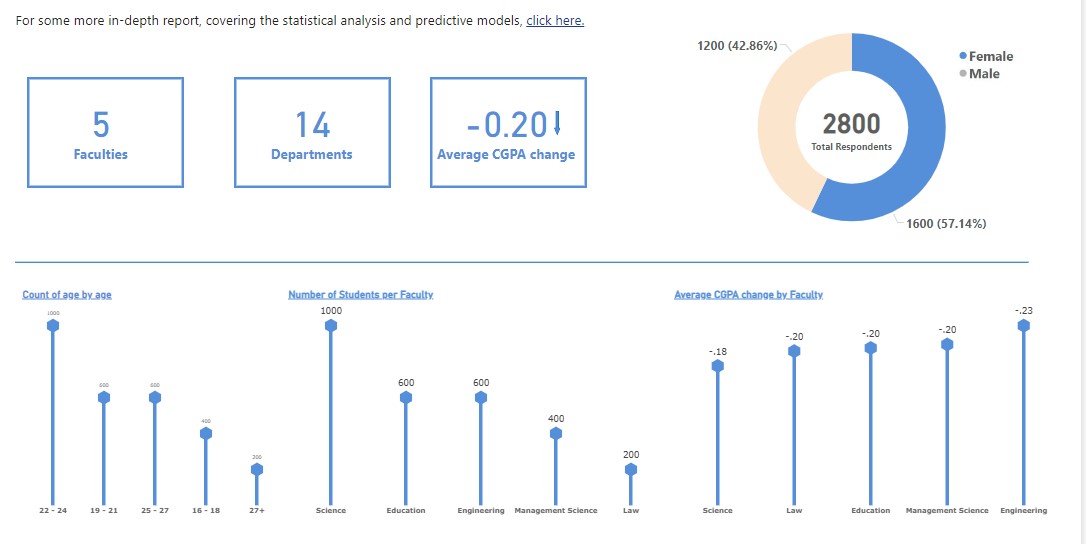 For some more in-depth report, covering the statistical analysis and predictive models, click here.
5
Faculties
14
Departments
-0.20
Average CGPA change
1200 (42.86%)
2800
Total Respondents
1600 (57.14%)
Female
Male
Count of age by age
1000
600
600
400
200
22 - 24
19 - 21
25 - 27
16 - 18
27+
Number of Students per Faculty
1000
600
600
400
200
Science
Education
Engineering
Management Science
Law
Average CGPA change by Faculty
-.18
-.20
-.20
-.20
-.23
Science
Law
Education
Management Science
Engineering